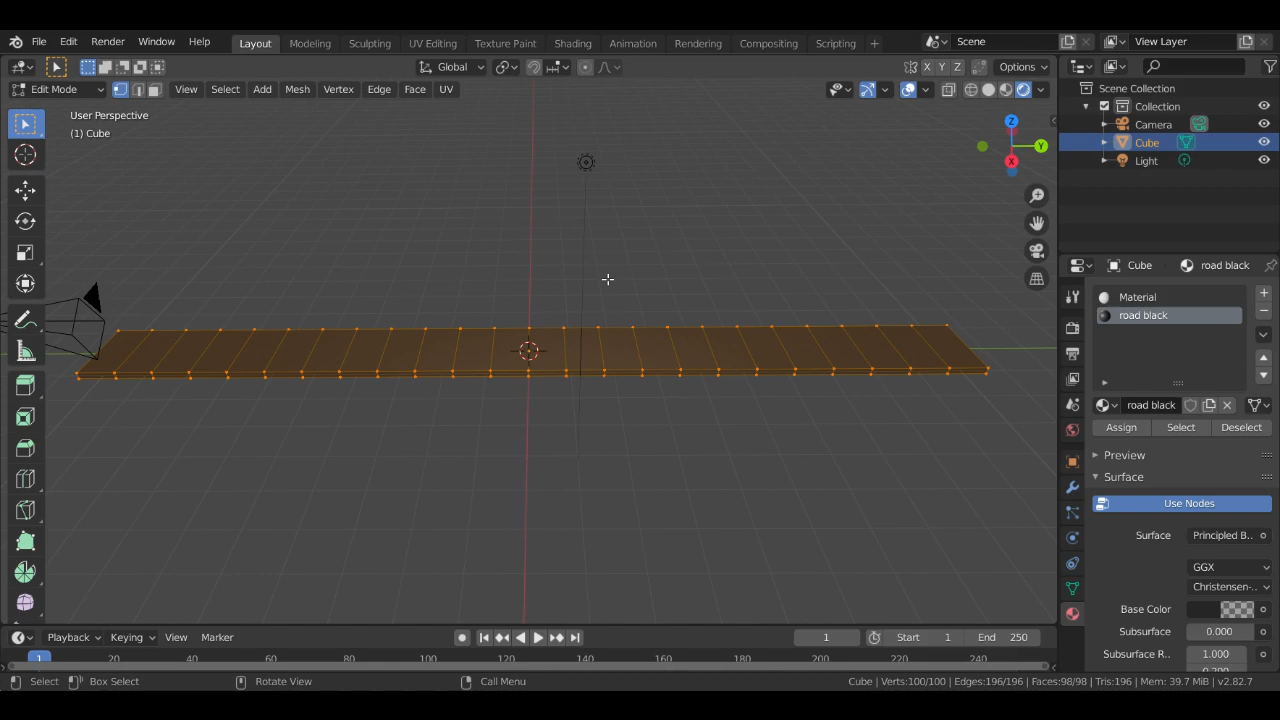 File Edit Render Window Help Layout Modeling Sculpting UV Editing Texture Paint Shading Animation Rendering Compositing Scripting + Scene View Layer
Global X Y Z Options
Edit Mode View Select Add Mesh Vertex Edge Face UV
Scene Collection
Collection
Camera
Cube
Light
User Perspective
(1) Cube
Z
Y
X
Cube road black
Material
road black
road black
Assign Select Deselect
Preview
Surface
Use Nodes
Surface Principled B..
GGX
Christensen-..
Base Color
Subsurface 0.000
Subsurface R.. 1.000
0.200
Playback Keying View Marker 1 Start 1 End 250
1 20 40 60 80 100 120 140 160 180 200 220 240
Select Box Select Rotate View Call Menu Cube | Verts:100/100 | Edges:196/196 | Faces:98/98 | Tris:196 | Mem: 39.7 MiB | v2.82.7